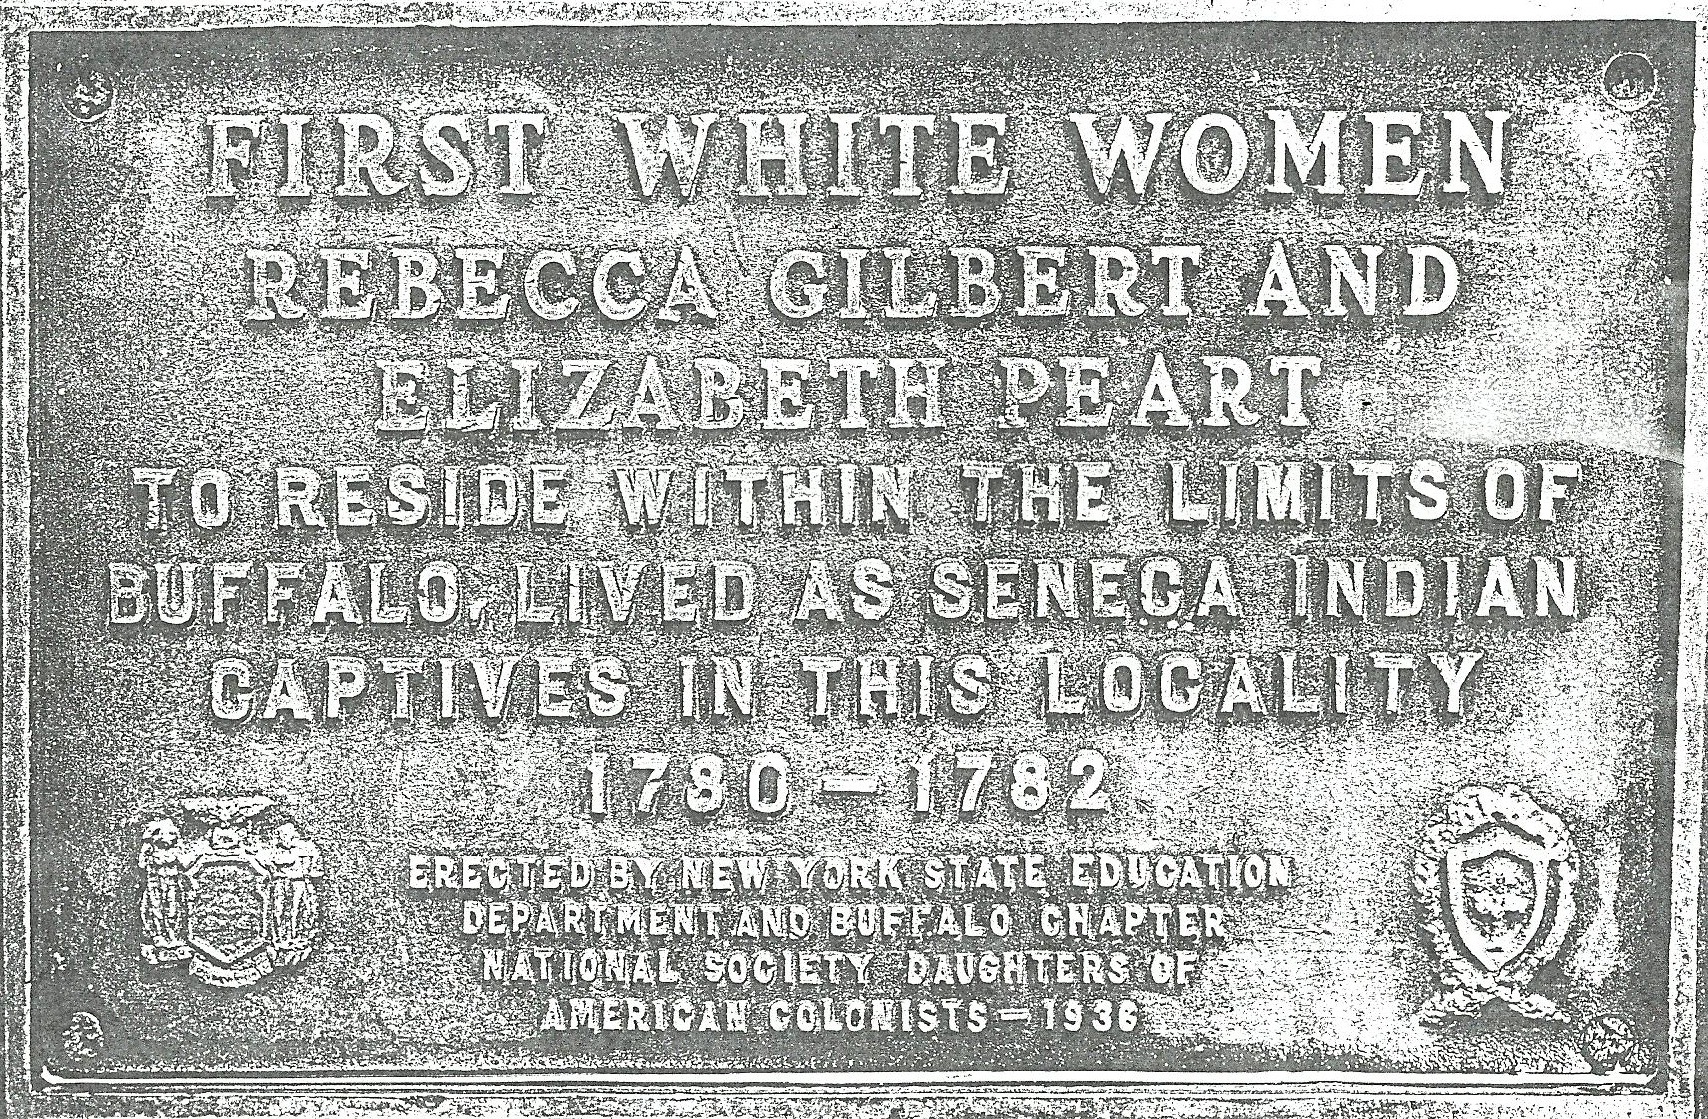 FIRST WHITE WOMEN
REBECCA GILBERT AND
ELIZABETH PEART
TO RESIDE WITHIN THE LIMITS OF
BUFFALO, LIVED AS SENECA INDIAN
CAPTIVES IN THIS LOCALITY
1780 – 1782
ERECTED BY NEW YORK STATE EDUCATION
DEPARTMENT AND BUFFALO CHAPTER
NATIONAL SOCIETY DAUGHTERS OF
AMERICAN COLONISTS – 1936